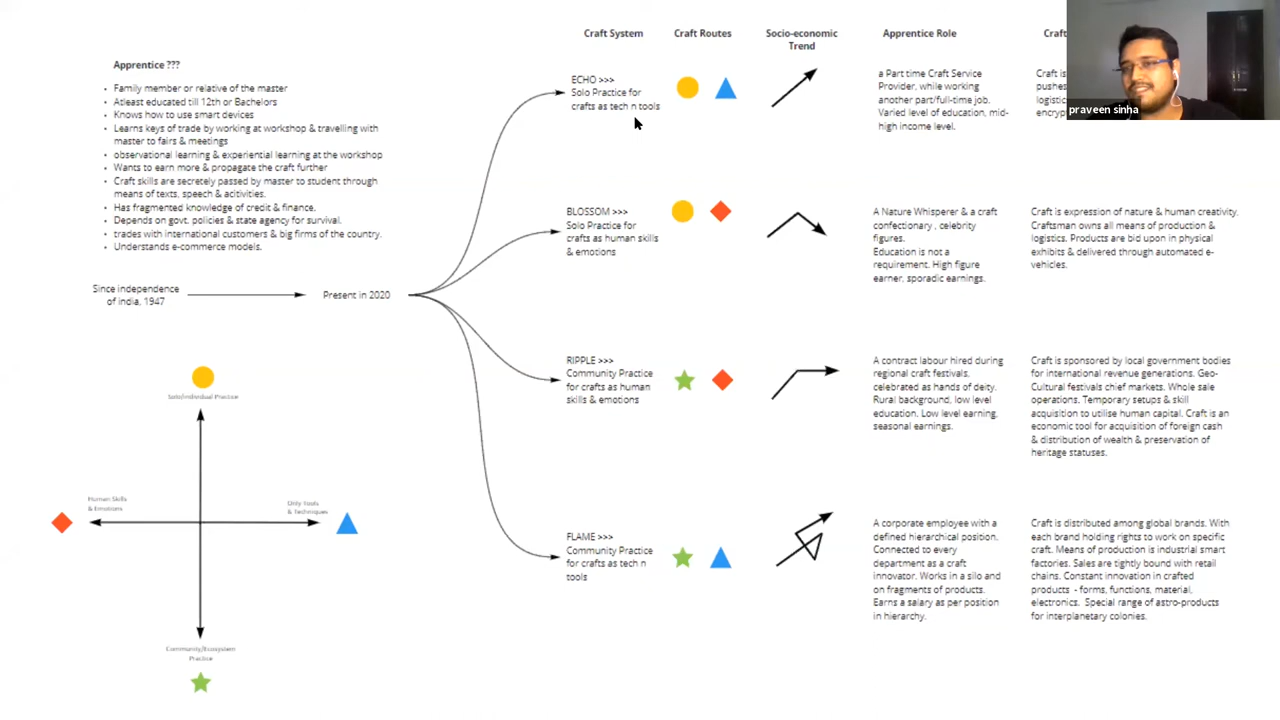 Craft System
Craft Routes
Socio-economic
Trend
Apprentice Role
Craft
praveen sinha
Apprentice ???
Family member or relative of the master
Atleast educated till 12th or Bachelors
Knows how to use smart devices
Learns keys of trade by working at workshop & travelling with
master to fairs & meetings
observational learning & experiential learning at the workshop
Wants to earn more & propagate the craft further
Craft skills are secretely passed by master to student through
means of texts, speech & acitivities.
Has fragmented knowledge of credit & finance.
Depends on govt. policies & state agency for survival.
trades with international customers & big firms of the country.
Understands e-commerce models.
Since independence
of india, 1947
Present in 2020
ECHO >>>
Solo Practice for
crafts as tech n tools
a Part time Craft Service
Provider, while working
another part/full-time job.
Varied level of education, mid-
high income level.
Craft is
pushes
logistic
encryp
BLOSSOM >>>
Solo Practice for
crafts as human skills
& emotions
A Nature Whisperer & a craft
confectionary , celebrity
figures.
Education is not a
requirement. High figure
earner, sporadic earnings.
Craft is expression of nature & human creativity.
Craftsman owns all means of production &
logistics. Products are bid upon in physical
exhibits & delivered through automated e-
vehicles.
RIPPLE >>>
Community Practice
for crafts as human
skills & emotions
A contract labour hired during
regional craft festivals.
celebrated as hands of deity.
Rural background, low level
education. Low level earning,
seasonal earnings.
Craft is sponsored by local government bodies
for international revenue generations. Geo-
Cultural festivals chief markets. Whole sale
operations. Temporary setups & skill
acquisition to utilise human capital. Craft is an
economic tool for acquisition of foreign cash
& distribution of wealth & preservation of
heritage statuses.
FLAME >>>
Community Practice
for crafts as tech n
tools
A corporate employee with a
defined hierarchical position.
Connected to every
department as a craft
innovator. Works in a silo and
on fragments of products.
Earns a salary as per position
in hierarchy.
Craft is distributed among global brands. With
each brand holding rights to work on specific
craft. Means of production is industrial smart
factories. Sales are tightly bound with retail
chains. Constant innovation in crafted
products - forms, functions, material,
electronics. Special range of astro-products
for interplanetary colonies.
Solo/Individual Practice
Human Skills
& Emotions
Only Tools
& Techniques
Community/Ecosystem
Practice